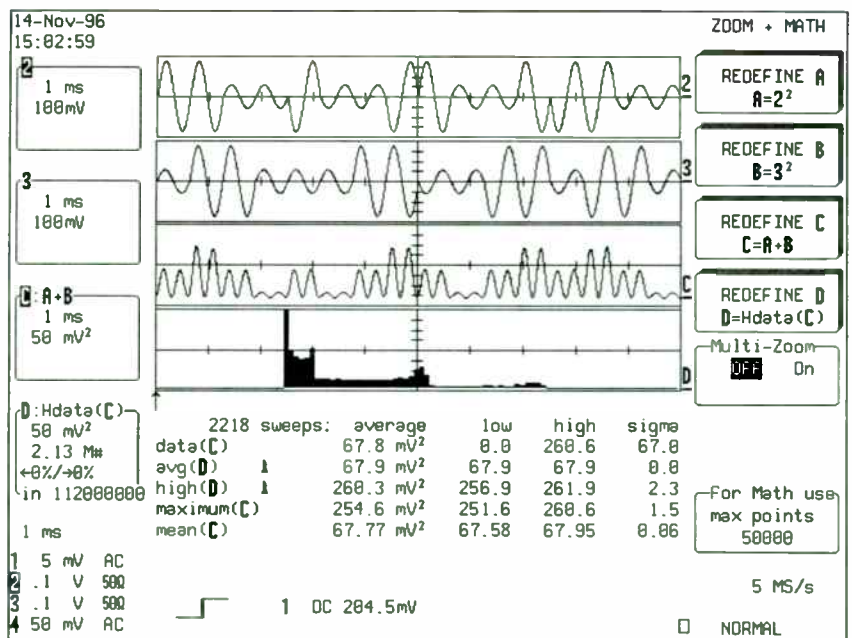 14-Nov-96
15:02:59
ZOOM + MATH
2
1 ms
100mV
2
REDEFINE A
A=2²
3
1 ms
100mV
3
REDEFINE B
B=3²
REDEFINE C
C=A+B
C
:A+B
1 ms
50 mV²
REDEFINE D
D=Hdata(C)
Multi-Zoom
OFF On
D
D:Hdata(C)
50 mV²
2.13 M#
←0%/→0%
in 112000000
2218 sweeps: average low high sigma
data(C) 67.8 mV² 0.0 260.6 67.0
avg(D) 67.9 mV² 67.9 67.9 0.0
high(D) 260.3 mV² 256.9 261.9 2.3
maximum(C) 254.6 mV² 251.6 260.6 1.5
mean(C) 67.77 mV² 67.58 67.95 0.06
For Math use
max points
50000
1 ms
1 5 mV AC
2 .1 V 50Ω
3 .1 V 50Ω
4 50 mV AC
1 DC 204.5mV
5 MS/s
NORMAL